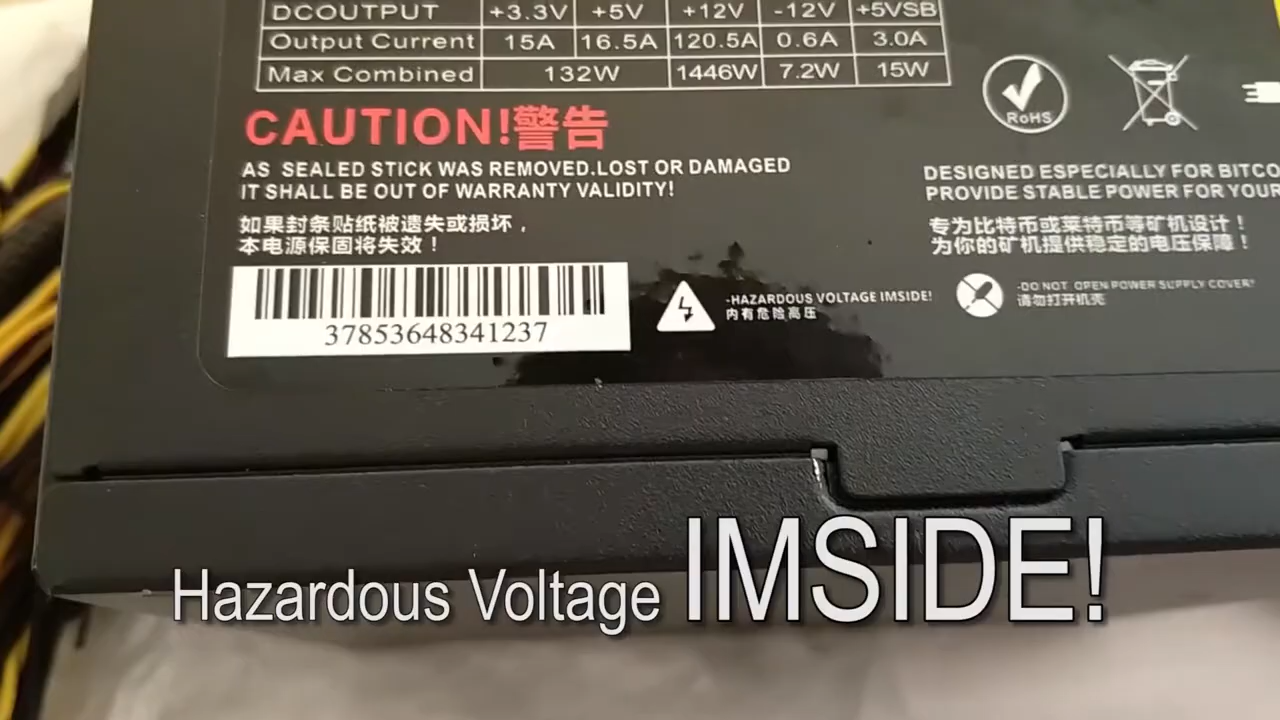 DCOUTPUT +3.3V +5V +12V -12V +5VSB
Output Current 15A 16.5A 120.5A 0.6A 3.0A
Max Combined 132W 1446W 7.2W 15W
RoHS
CAUTION!警告
AS SEALED STICK WAS REMOVED.LOST OR DAMAGED
IT SHALL BE OUT OF WARRANTY VALIDITY!
如果封条贴纸被遗失或损坏，
本电源保固将失效！
DESIGNED ESPECIALLY FOR BITCO
PROVIDE STABLE POWER FOR YOUR
专为比特币或莱特币等矿机设计！
为你的矿机提供稳定的电压保障！
37853648341237
-HAZARDOUS VOLTAGE IMSIDE!
内有危险高压
-DO NOT OPEN POWER SUPPLY COVER!
请勿打开机壳
Hazardous Voltage IMSIDE!